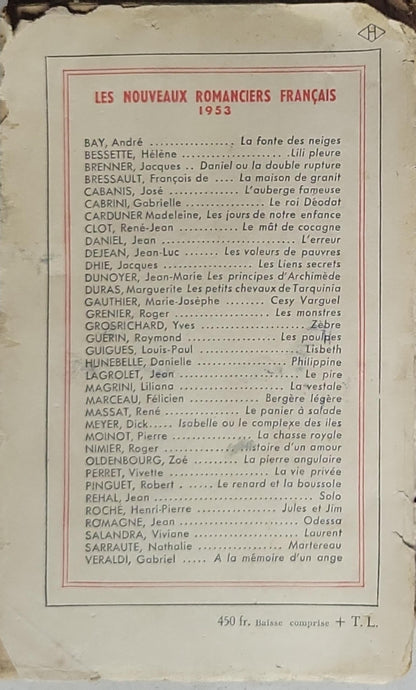 H
LES NOUVEAUX ROMANCIERS FRANÇAIS
1953
BAY, André ................. La fonte des neiges
BESSETTE, Hélène .................... Lili pleure
BRENNER, Jacques .. Daniel ou la double rupture
BRESSAULT, François de .... La maison de granit
CABANIS, José .............. L'auberge fameuse
CABRINI, Gabrielle ................ Le roi Déodat
CARDUNER Madeleine, Les jours de notre enfance
CLOT, René-Jean ............ Le mât de cocagne
DANIEL, Jean ............................. L'erreur
DEJEAN, Jean-Luc ...... Les voleurs de pauvres
DHIE, Jacques .................... Les Liens secrets
DUNOYER, Jean-Marie Les principes d'Archimède
DURAS, Marguerite Les petits chevaux de Tarquinia
GAUTHIER, Marie-Josèphe ........ Cesy Varguel
GRENIER, Roger ..................... Les monstres
GROSRICHARD, Yves ...................... Zèbre
GUÉRIN, Raymond ................... Les poulpes
GUIGUES, Louis-Paul ..................... Lisbeth
HUNEBELLE, Danielle .................. Philippine
LAGROLET, Jean .......................... Le pire
MAGRINI, Liliana ...................... La vestale
MARCEAU, Félicien .............. Bergère légère
MASSAT, René ................. Le panier à salade
MEYER, Dick..... Isabelle ou le complexe des îles
MOINOT, Pierre .................. La chasse royale
NIMIER, Roger .............. Histoire d'un amour
OLDENBOURG, Zoé ......... La pierre angulaire
PERRET, Vivette ..................... La vie privée
PINGUET, Robert . ..... Le renard et la boussole
REHAL, Jean ................................. Solo
ROCHÉ, Henri-Pierre ................ Jules et Jim
ROMAGNE, Jean ........................ Odessa
SALANDRA, Viviane ...................... Laurent
SARRAUTE, Nathalie ................. Martereau
VERALDI, Gabriel ..... A la mémoire d'un ange
450 fr. Baisse comprise + T. L.